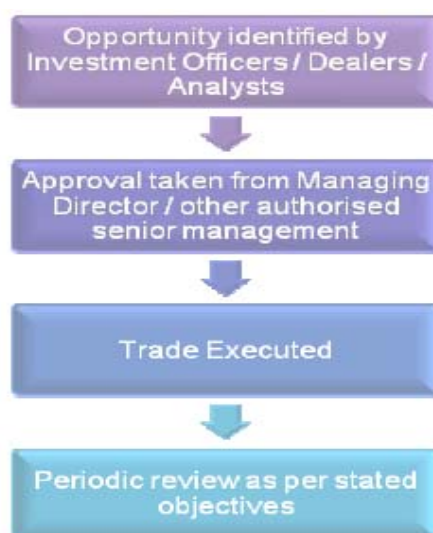 Opportunity identified by
Investment Officers / Dealers /
Analysts
Approval taken from Managing
Director / other authorised
senior management
Trade Executed
Periodic review as per stated
objectives